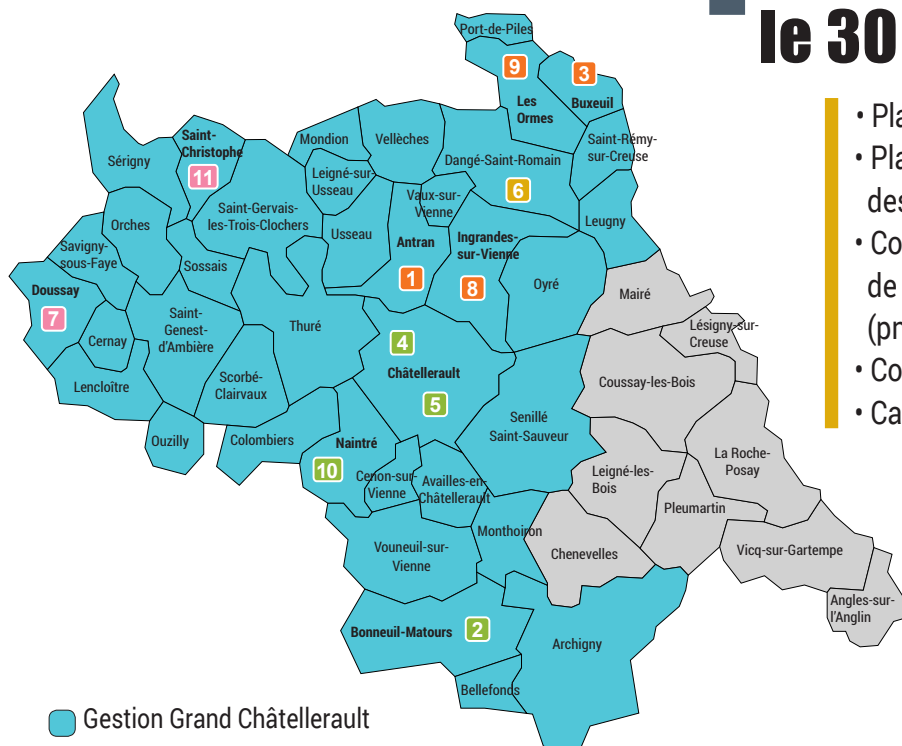 le 30
• Pla
• Pla
des
• Co
de
(pr
• Co
• Ca
Port-de-Piles
9
3
Les
Ormes
Buxeuil
Saint-Rémy-
sur-Creuse
Saint-
Christophe
11
Sérigny
Mondion
Vellèches
Dangé-Saint-Romain
6
Leigné-sur-
Usseau
Vaux-sur-
Vienne
Saint-Gervais-
les-Trois-Clochers
Orches
Usseau
Antran
1
Ingrandes-
sur-Vienne
8
Leugny
Savigny-
sous-Faye
Sossais
Oyré
Mairé
Doussay
7
Saint-
Genest-
d'Ambière
Thuré
Lésigny-sur-
Creuse
Cernay
4
Châtellerault
5
Lencloître
Scorbé-
Clairvaux
Coussay-les-Bois
Senillé
Saint-Sauveur
Ouzilly
Colombiers
Naintré
10
Cenon-sur-
Vienne
Availles-en-
Châtellerault
Leigné-les-
Bois
La Roche-
Posay
Pleumartin
Monthoiron
Vouneuil-sur-
Vienne
Chenevelles
Vicq-sur-Gartempe
Angles-sur-
l'Anglin
Bonneuil-Matours
2
Archigny
Bellefonds
Gestion Grand Châtellerault